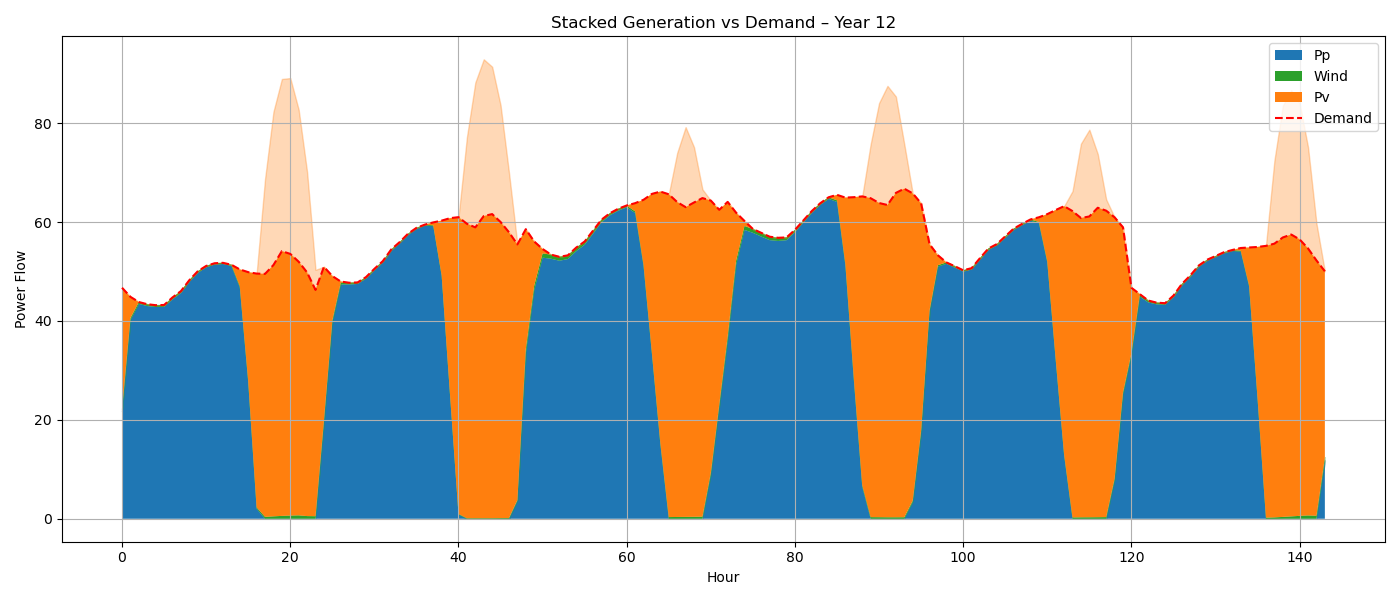 Stacked Generation vs Demand – Year 12
Pp
Wind
Pv
Demand
Power Flow
80
60
40
20
0
0 20 40 60 80 100 120 140
Hour